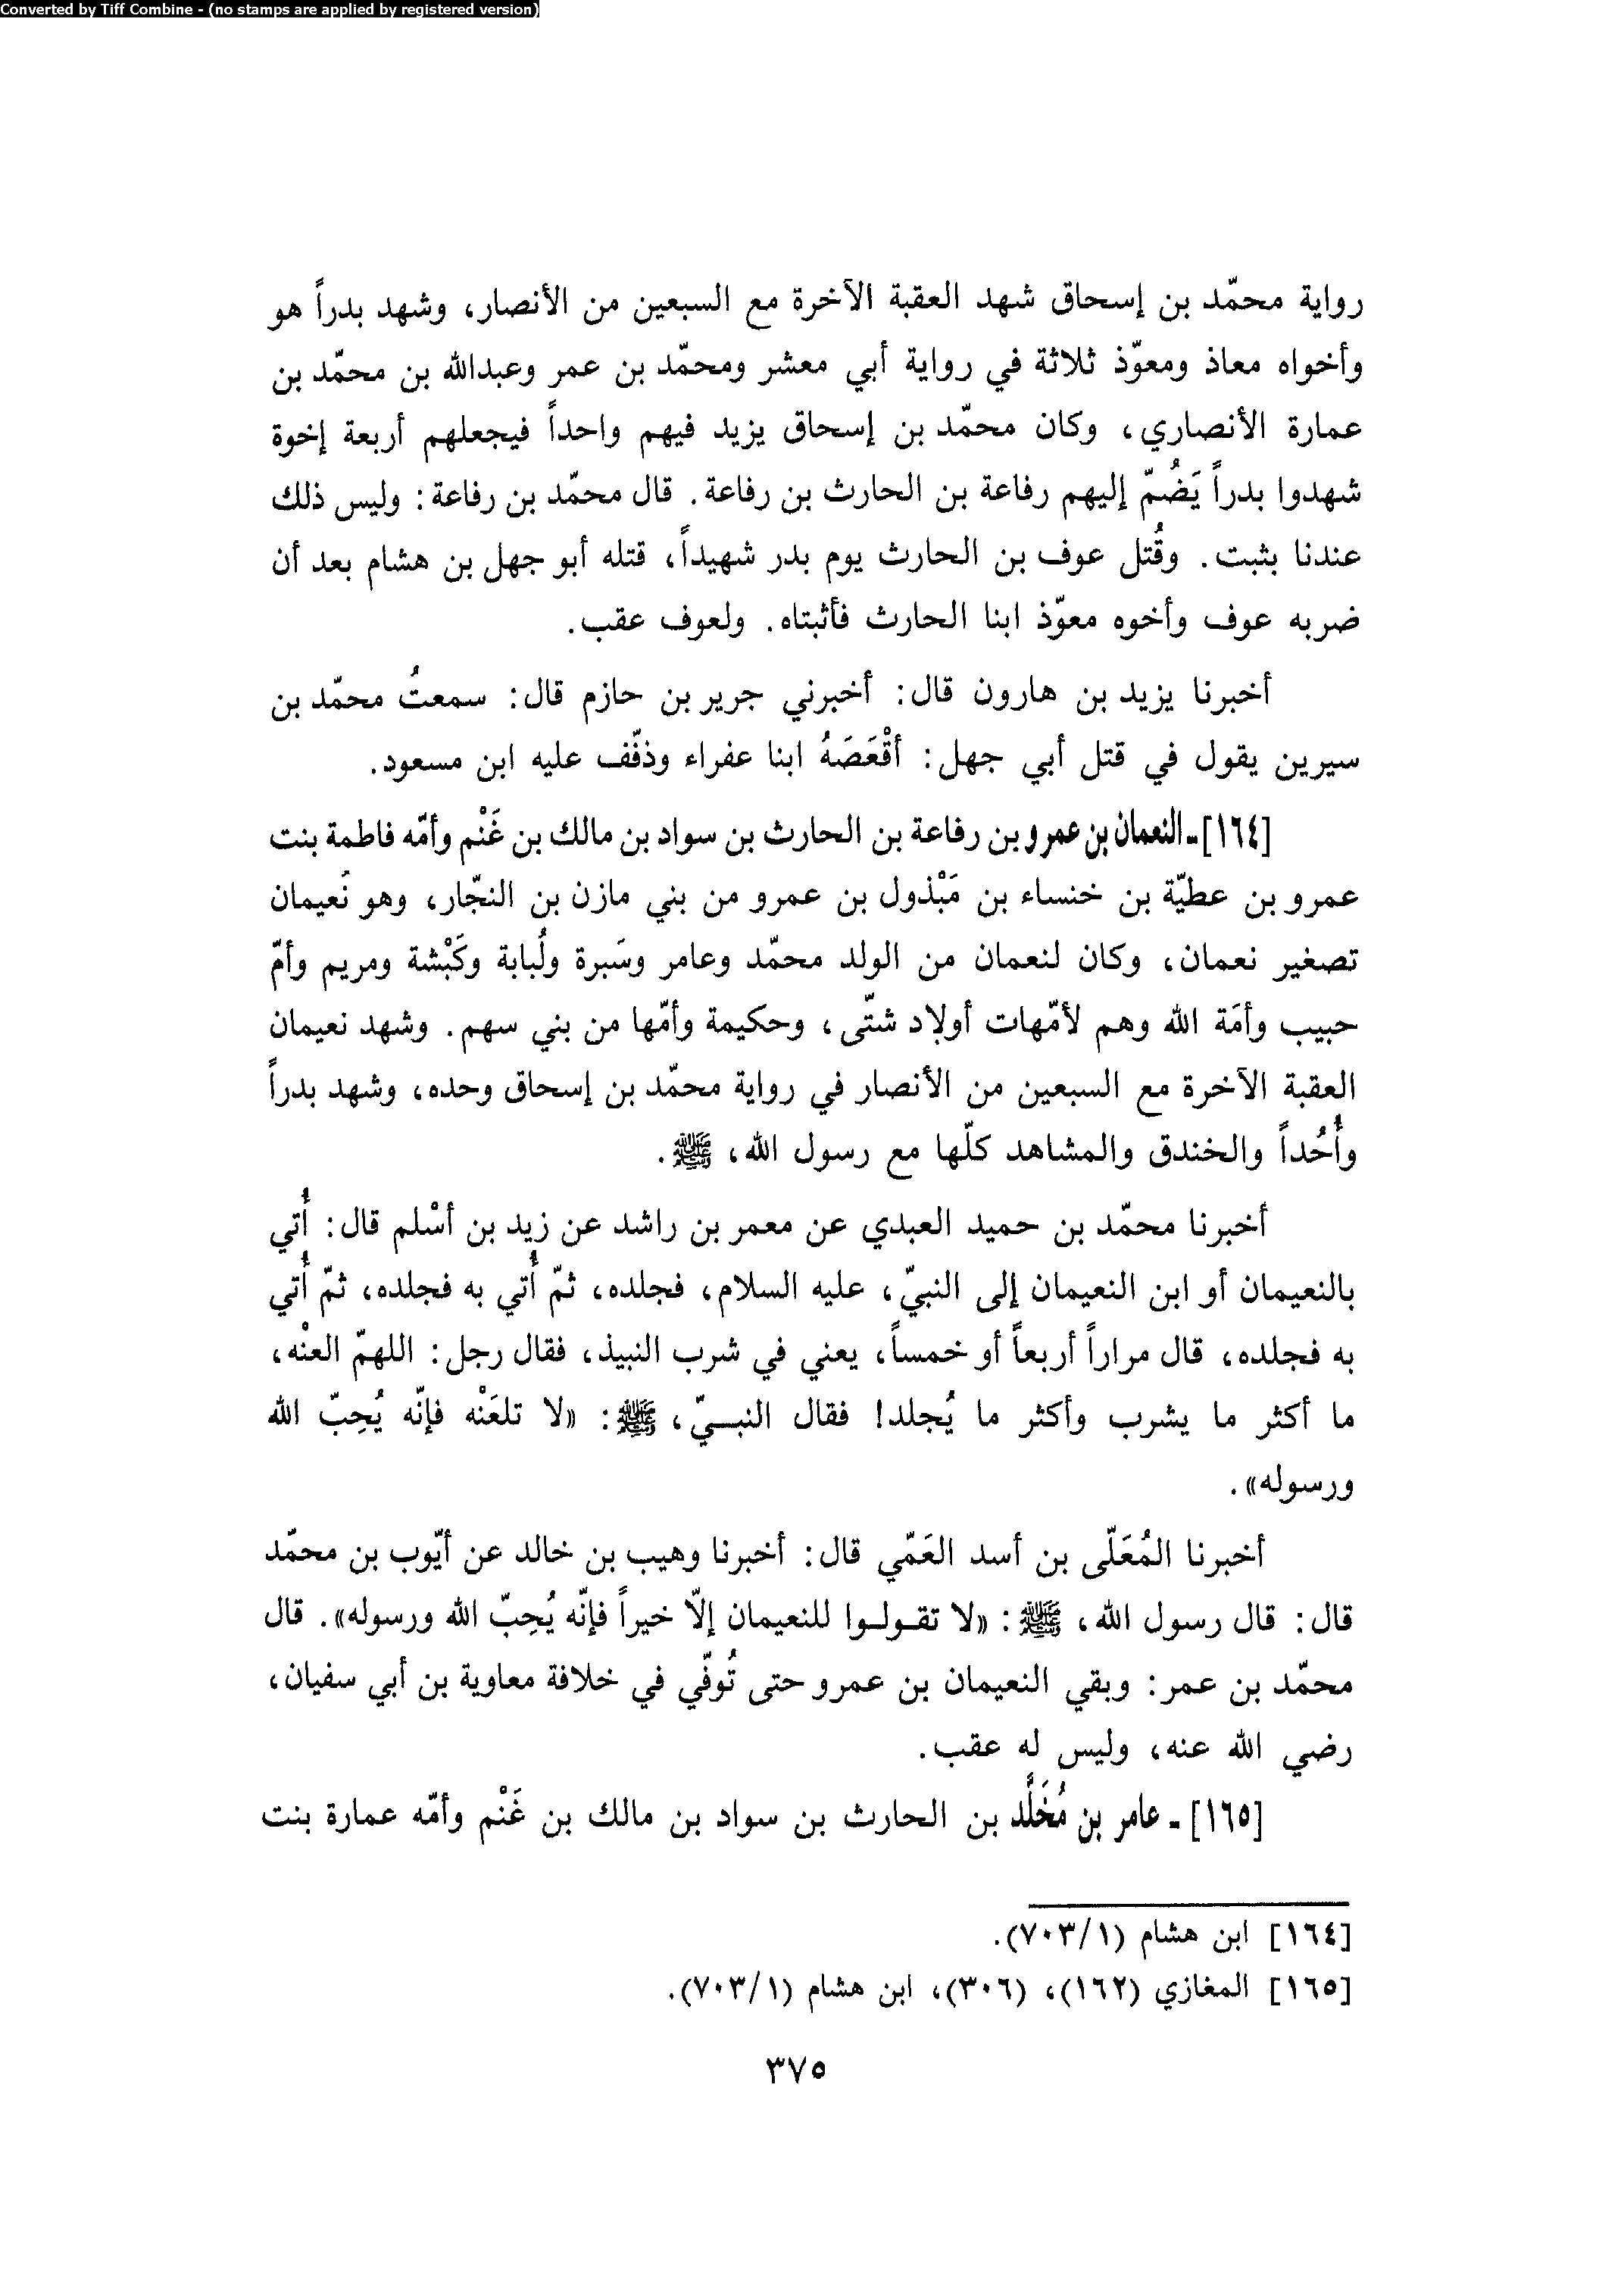 Converted by Tiff Combine - (no stamps are applied by registered version)
رواية محمّد بن إسحاق شهد العقبة الآخرة مع السبعين من الأنصار، وشهد بدراً هو
وأخواه معاذ ومعوّذ ثلاثة في رواية أبي معشر ومحمّد بن عمر وعبدالله بن محمّد بن
عمارة الأنصاري، وكان محمّد بن إسحاق يزيد فيهم واحداً فيجعلهم أربعة إخوة
شهدوا بدراً يَضُمّ إليهم رفاعة بن الحارث بن رفاعة. قال محمّد بن رفاعة: وليس ذلك
عندنا بثبت. وقُتل عوف بن الحارث يوم بدر شهيداً، قتله أبو جهل بن هشام بعد أن
ضربه عوف وأخوه معوّذ ابنا الحارث فأثبتاه. ولعوف عقب.
أخبرنا يزيد بن هارون قال: أخبرني جرير بن حازم قال: سمعتُ محمّد بن
سيرين يقول في قتل أبي جهل: أقْعَصَهُ ابنا عفراء وذفّف عليه ابن مسعود.
[١٦٤]ـ النعمان بن عمرو بن رفاعة بن الحارث بن سواد بن مالك بن غَنْم وأمّه فاطمة بنت
عمرو بن عطيّة بن خنساء بن مَبْذول بن عمرو من بني مازن بن النجّار، وهو نُعيمان
تصغير نعمان، وكان لنعمان من الولد محمّد وعامر وسَبرة ولُبابة وكَبْشة ومريم وأمّ
حبيب وأمَة الله وهم لأمّهات أولاد شتّى، وحكيمة وأمّها من بني سهم. وشهد نعيمان
العقبة الآخرة مع السبعين من الأنصار في رواية محمّد بن إسحاق وحده، وشهد بدراً
وأُحُداً والخندق والمشاهد كلّها مع رسول الله، ﷺ.
أخبرنا محمّد بن حميد العبدي عن معمر بن راشد عن زيد بن أسْلم قال: أُتي
بالنعيمان أو ابن النعيمان إلى النبيّ، عليه السلام، فجلده، ثمّ أُتي به فجلده، ثمّ أُتي
به فجلده، قال مراراً أربعاً أو خمساً، يعني في شرب النبيذ، فقال رجل: اللهمّ العنْه،
ما أكثر ما يشرب وأكثر ما يُجلد! فقال النبـيّ، ﷺ: «لا تلعَنْه فإنّه يُحِبّ الله
ورسوله».
أخبرنا المُعَلّى بن أسد العَمّي قال: أخبرنا وهيب بن خالد عن أيّوب بن محمّد
قال: قال رسول الله، ﷺ: «لا تقـولـوا للنعيمان إلاّ خيراً فإنّه يُحِبّ الله ورسوله». قال
محمّد بن عمر: وبقي النعيمان بن عمرو حتى تُوفّي في خلافة معاوية بن أبي سفيان،
رضي الله عنه، وليس له عقب.
[١٦٥]ـ عامر بن مُخَلَّد بن الحارث بن سواد بن مالك بن غَنْم وأمّه عمارة بنت
[١٦٤] ابن هشام (١/ ٧٠٣).
[١٦٥] المغازي (١٦٢)، (٣٠٦)، ابن هشام (١/ ٧٠٣).
٣٧٥